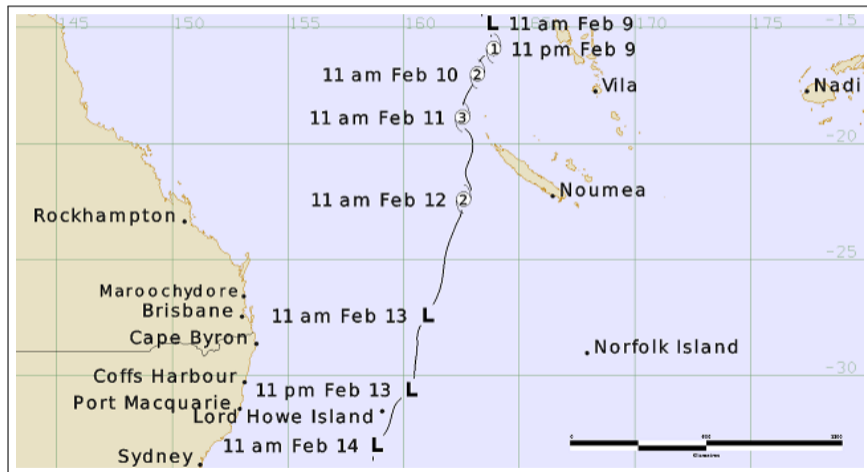 145 150 155 160 165 170 175 -15
L 11 am Feb 9
1 11 pm Feb 9
11 am Feb 10 2
Vila
Nadi
11 am Feb 11 3
-20
Noumea
11 am Feb 12 2
Rockhampton
-25
Maroochydore
Brisbane
11 am Feb 13 L
Cape Byron
Norfolk Island
Coffs Harbour
-30
11 pm Feb 13 L
Port Macquarie
Lord Howe Island
11 am Feb 14 L
Sydney